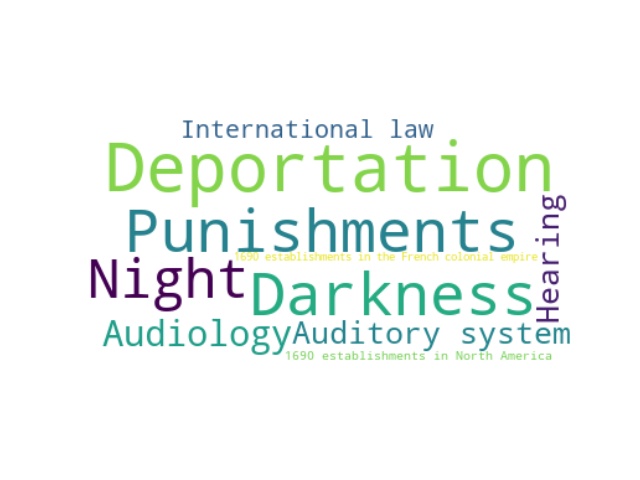 International law
Deportation
Punishments
1690 establishments in the French colonial empire
Night
Darkness
Hearing
Audiology
Auditory system
1690 establishments in North America